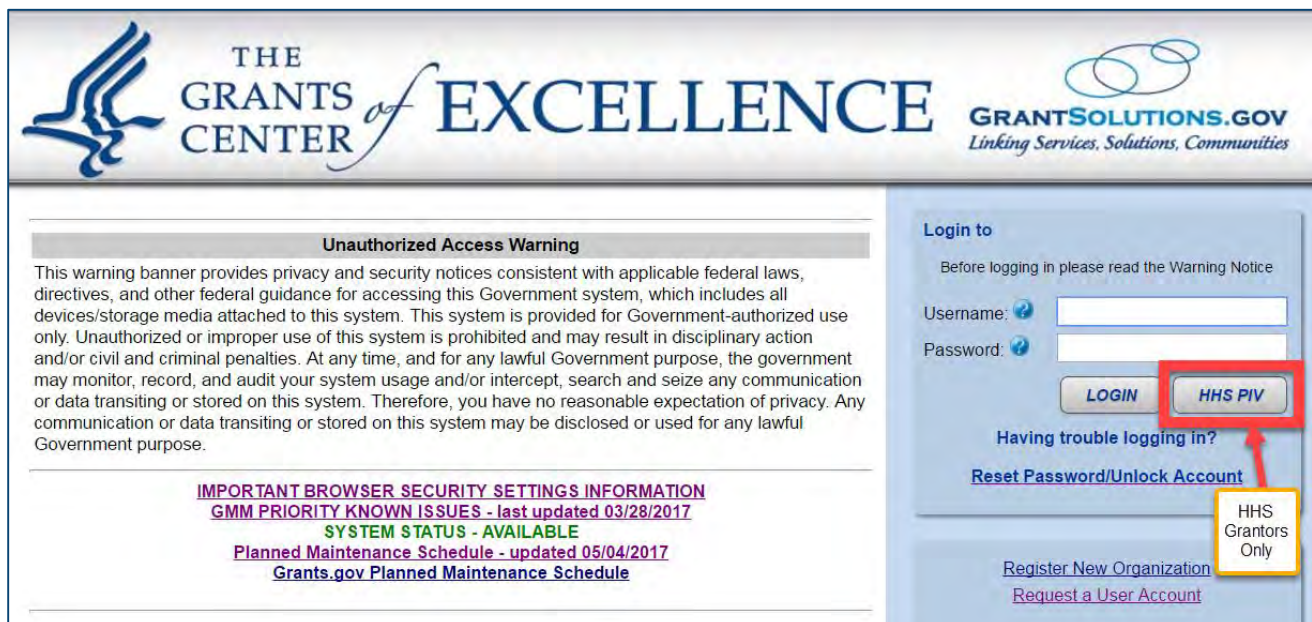 THE
GRANTS of EXCELLENCE
CENTER
GRANTSOLUTIONS.GOV
Linking Services, Solutions, Communities
Unauthorized Access Warning
This warning banner provides privacy and security notices consistent with applicable federal laws,
directives, and other federal guidance for accessing this Government system, which includes all
devices/storage media attached to this system. This system is provided for Government-authorized use
only. Unauthorized or improper use of this system is prohibited and may result in disciplinary action
and/or civil and criminal penalties. At any time, and for any lawful Government purpose, the government
may monitor, record, and audit your system usage and/or intercept, search and seize any communication
or data transiting or stored on this system. Therefore, you have no reasonable expectation of privacy. Any
communication or data transiting or stored on this system may be disclosed or used for any lawful
Government purpose.
IMPORTANT BROWSER SECURITY SETTINGS INFORMATION
GMM PRIORITY KNOWN ISSUES - last updated 03/28/2017
SYSTEM STATUS - AVAILABLE
Planned Maintenance Schedule - updated 05/04/2017
Grants.gov Planned Maintenance Schedule
Login to
Before logging in please read the Warning Notice
Username: ?
Password: ?
LOGIN HHS PIV
Having trouble logging in?
Reset Password/Unlock Account
HHS
Grantors
Only
Register New Organization
Request a User Account